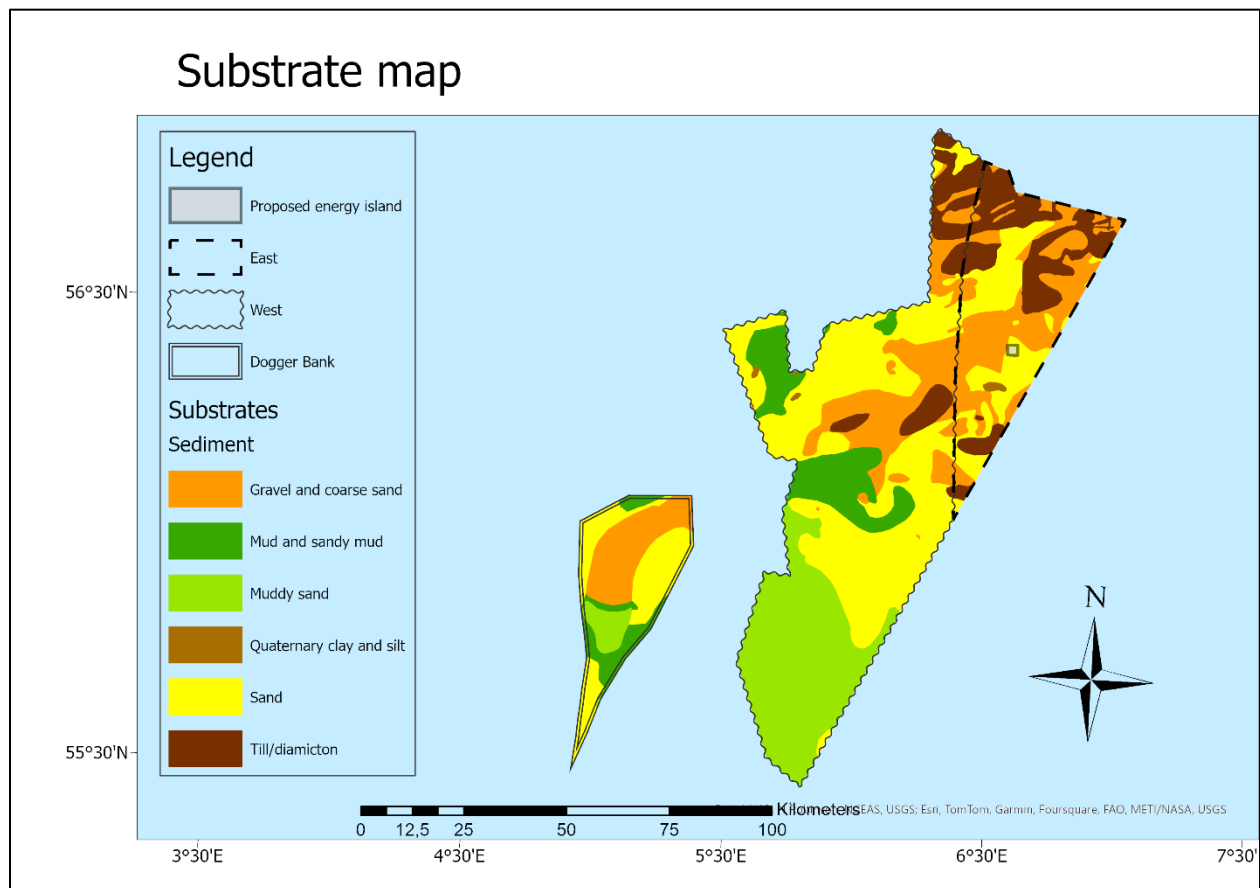 Substrate map
Legend
Proposed energy island
East
West
Dogger Bank
Substrates
Sediment
Gravel and coarse sand
Mud and sandy mud
Muddy sand
Quaternary clay and silt
Sand
Till/diamicton
56°30'N
55°30'N
N
Kilometers
EAS, USGS; Esri, TomTom, Garmin, Foursquare, FAO, METI/NASA, USGS
0 12,5 25 50 75 100
3°30'E 4°30'E 5°30'E 6°30'E 7°30'